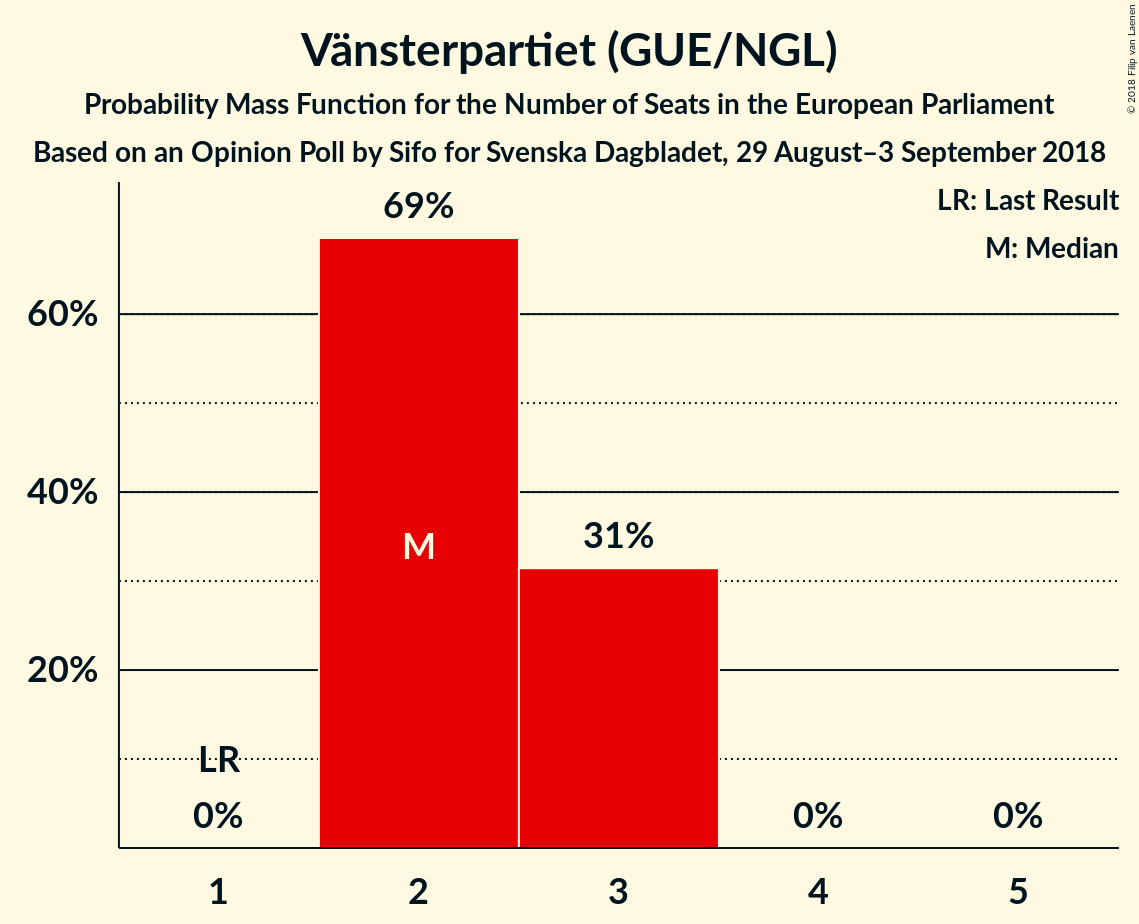 Vänsterpartiet (GUE/NGL)
Probability Mass Function for the Number of Seats in the European Parliament
Based on an Opinion Poll by Sifo for Svenska Dagbladet, 29 August–3 September 2018
© 2018 Filip van Laenen
LR: Last Result
M: Median
69%
60%
40%
31%
M
20%
LR
0%
0%
0%
1
2
3
4
5